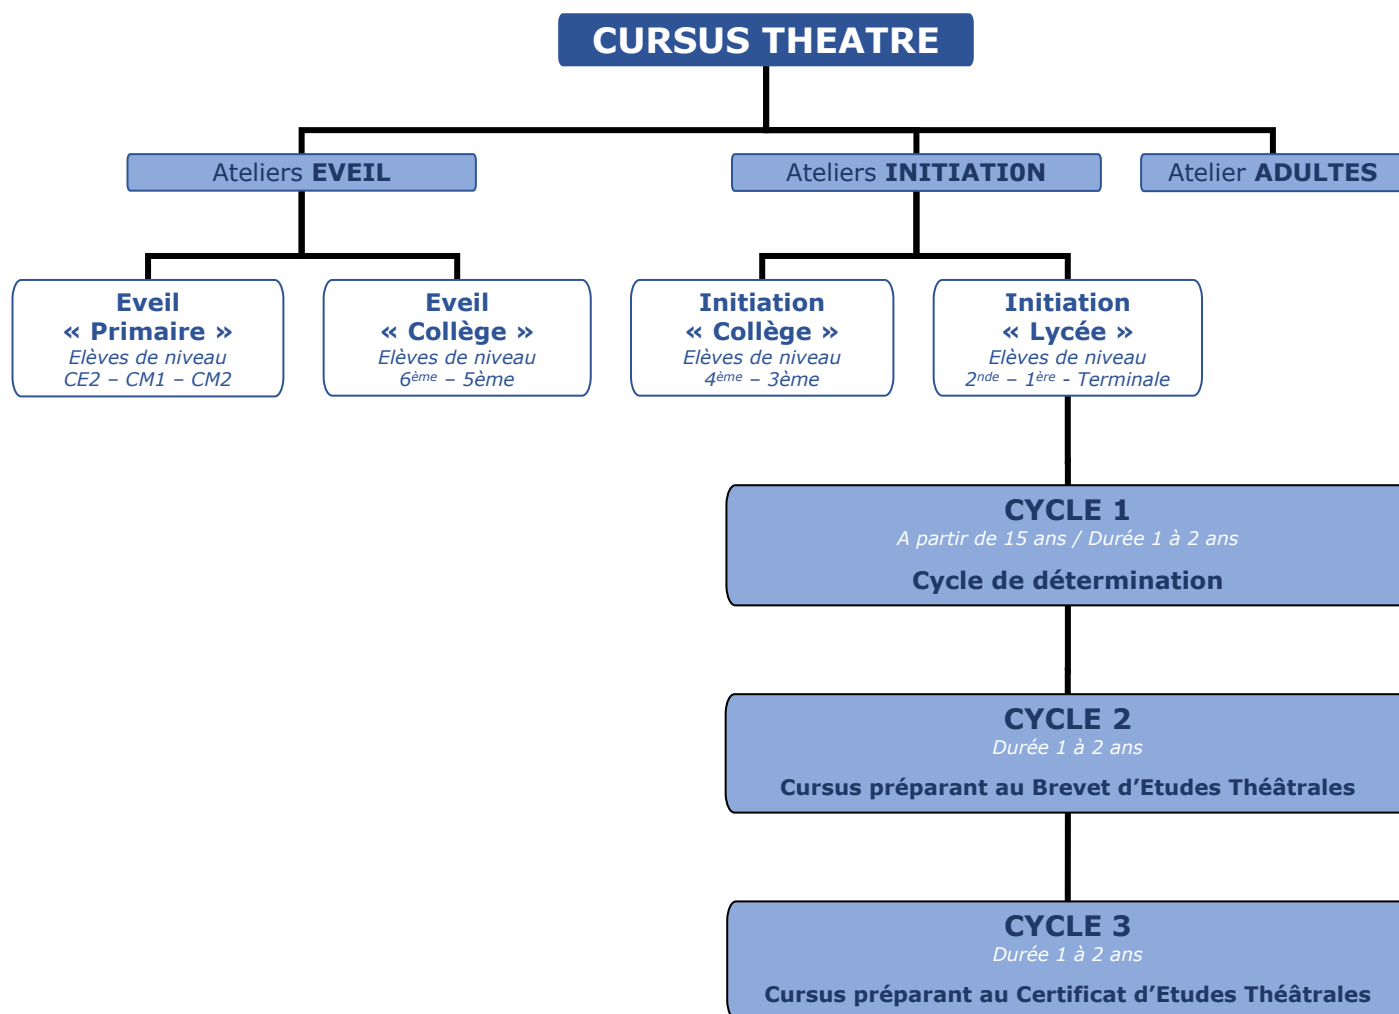 CURSUS THEATRE
Ateliers EVEIL
Ateliers INITIATI0N
Atelier ADULTES
Eveil
« Primaire »
Elèves de niveau
CE2 – CM1 – CM2
Eveil
« Collège »
Elèves de niveau
6ème – 5ème
Initiation
« Collège »
Elèves de niveau
4ème – 3ème
Initiation
« Lycée »
Elèves de niveau
2nde – 1ère - Terminale
CYCLE 1
A partir de 15 ans / Durée 1 à 2 ans
Cycle de détermination
CYCLE 2
Durée 1 à 2 ans
Cursus préparant au Brevet d’Etudes Théâtrales
CYCLE 3
Durée 1 à 2 ans
Cursus préparant au Certificat d’Etudes Théâtrales